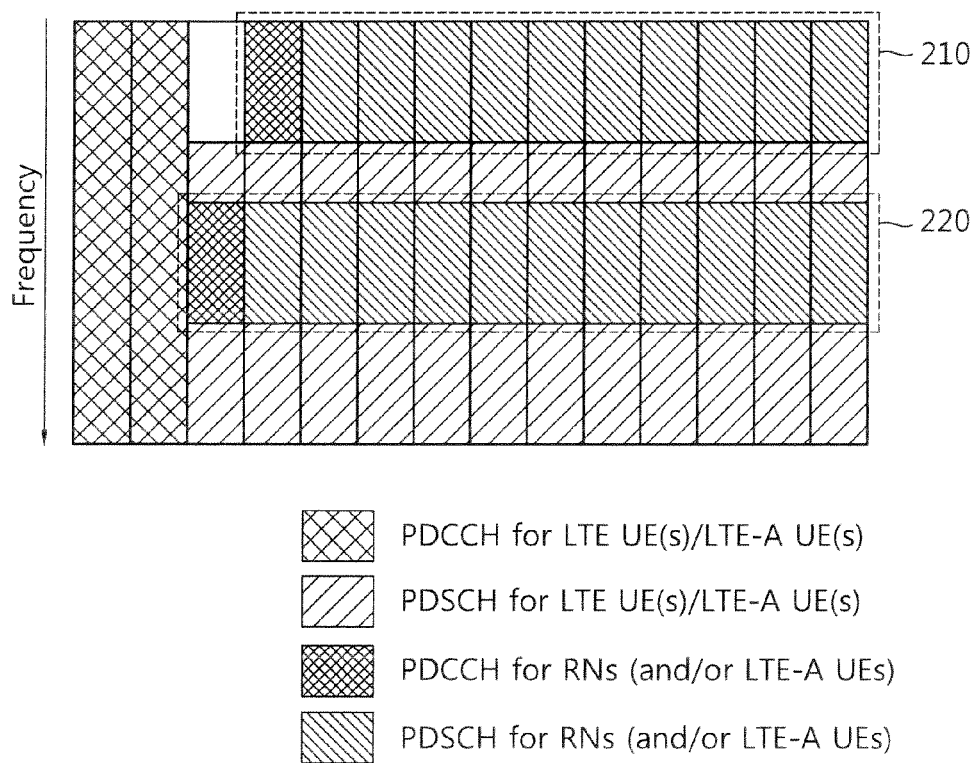 210
Frequency
220
PDCCH for LTE UE(s)/LTE-A UE(s)
PDSCH for LTE UE(s)/LTE-A UE(s)
PDCCH for RNs (and/or LTE-A UEs)
PDSCH for RNs (and/or LTE-A UEs)